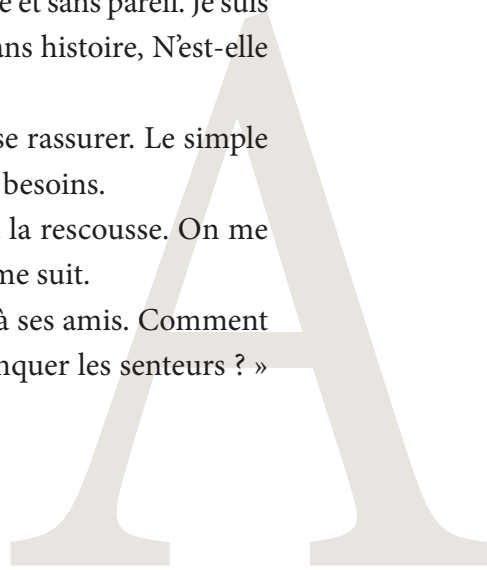 et sans pareil. Je suis
ans histoire, N’est-elle
se rassurer. Le simple
besoins.
la rescousse. On me
me suit.
à ses amis. Comment
nquer les senteurs ? »
A